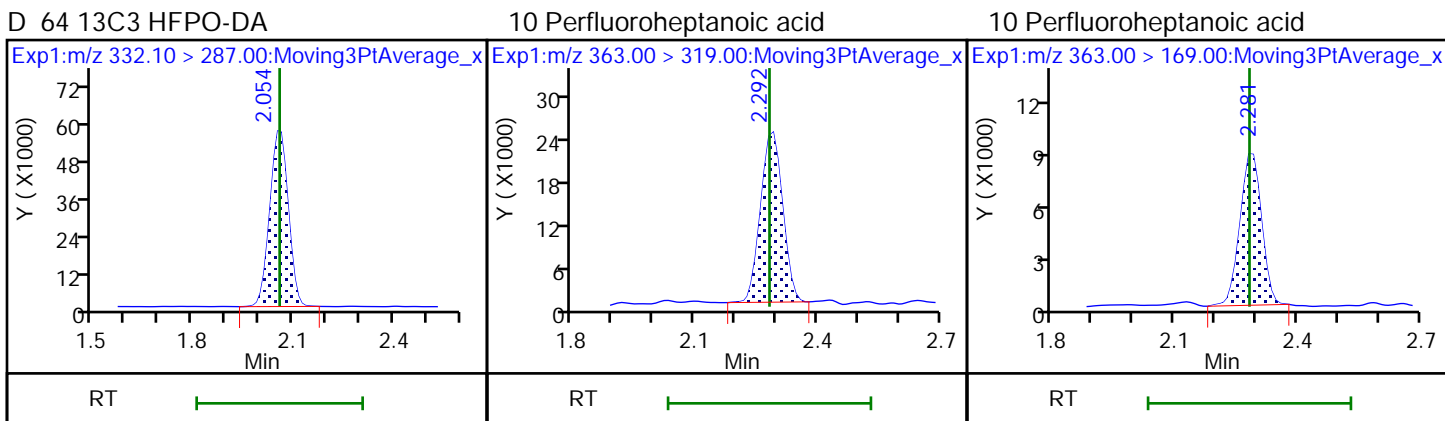 D 64 13C3 HFPO-DA
Exp1:m/z 332.10 > 287.00:Moving3PtAverage_x
2.054
72
60
48
36
24
12
0
Y ( X1000)
1.5 1.8 2.1 2.4
Min
RT
10 Perfluoroheptanoic acid
Exp1:m/z 363.00 > 319.00:Moving3PtAverage_x
2.292
30
24
18
12
6
0
Y ( X1000)
1.8 2.1 2.4 2.7
Min
RT
10 Perfluoroheptanoic acid
Exp1:m/z 363.00 > 169.00:Moving3PtAverage_x
2.281
12
9
6
3
0
Y ( X1000)
1.8 2.1 2.4 2.7
Min
RT